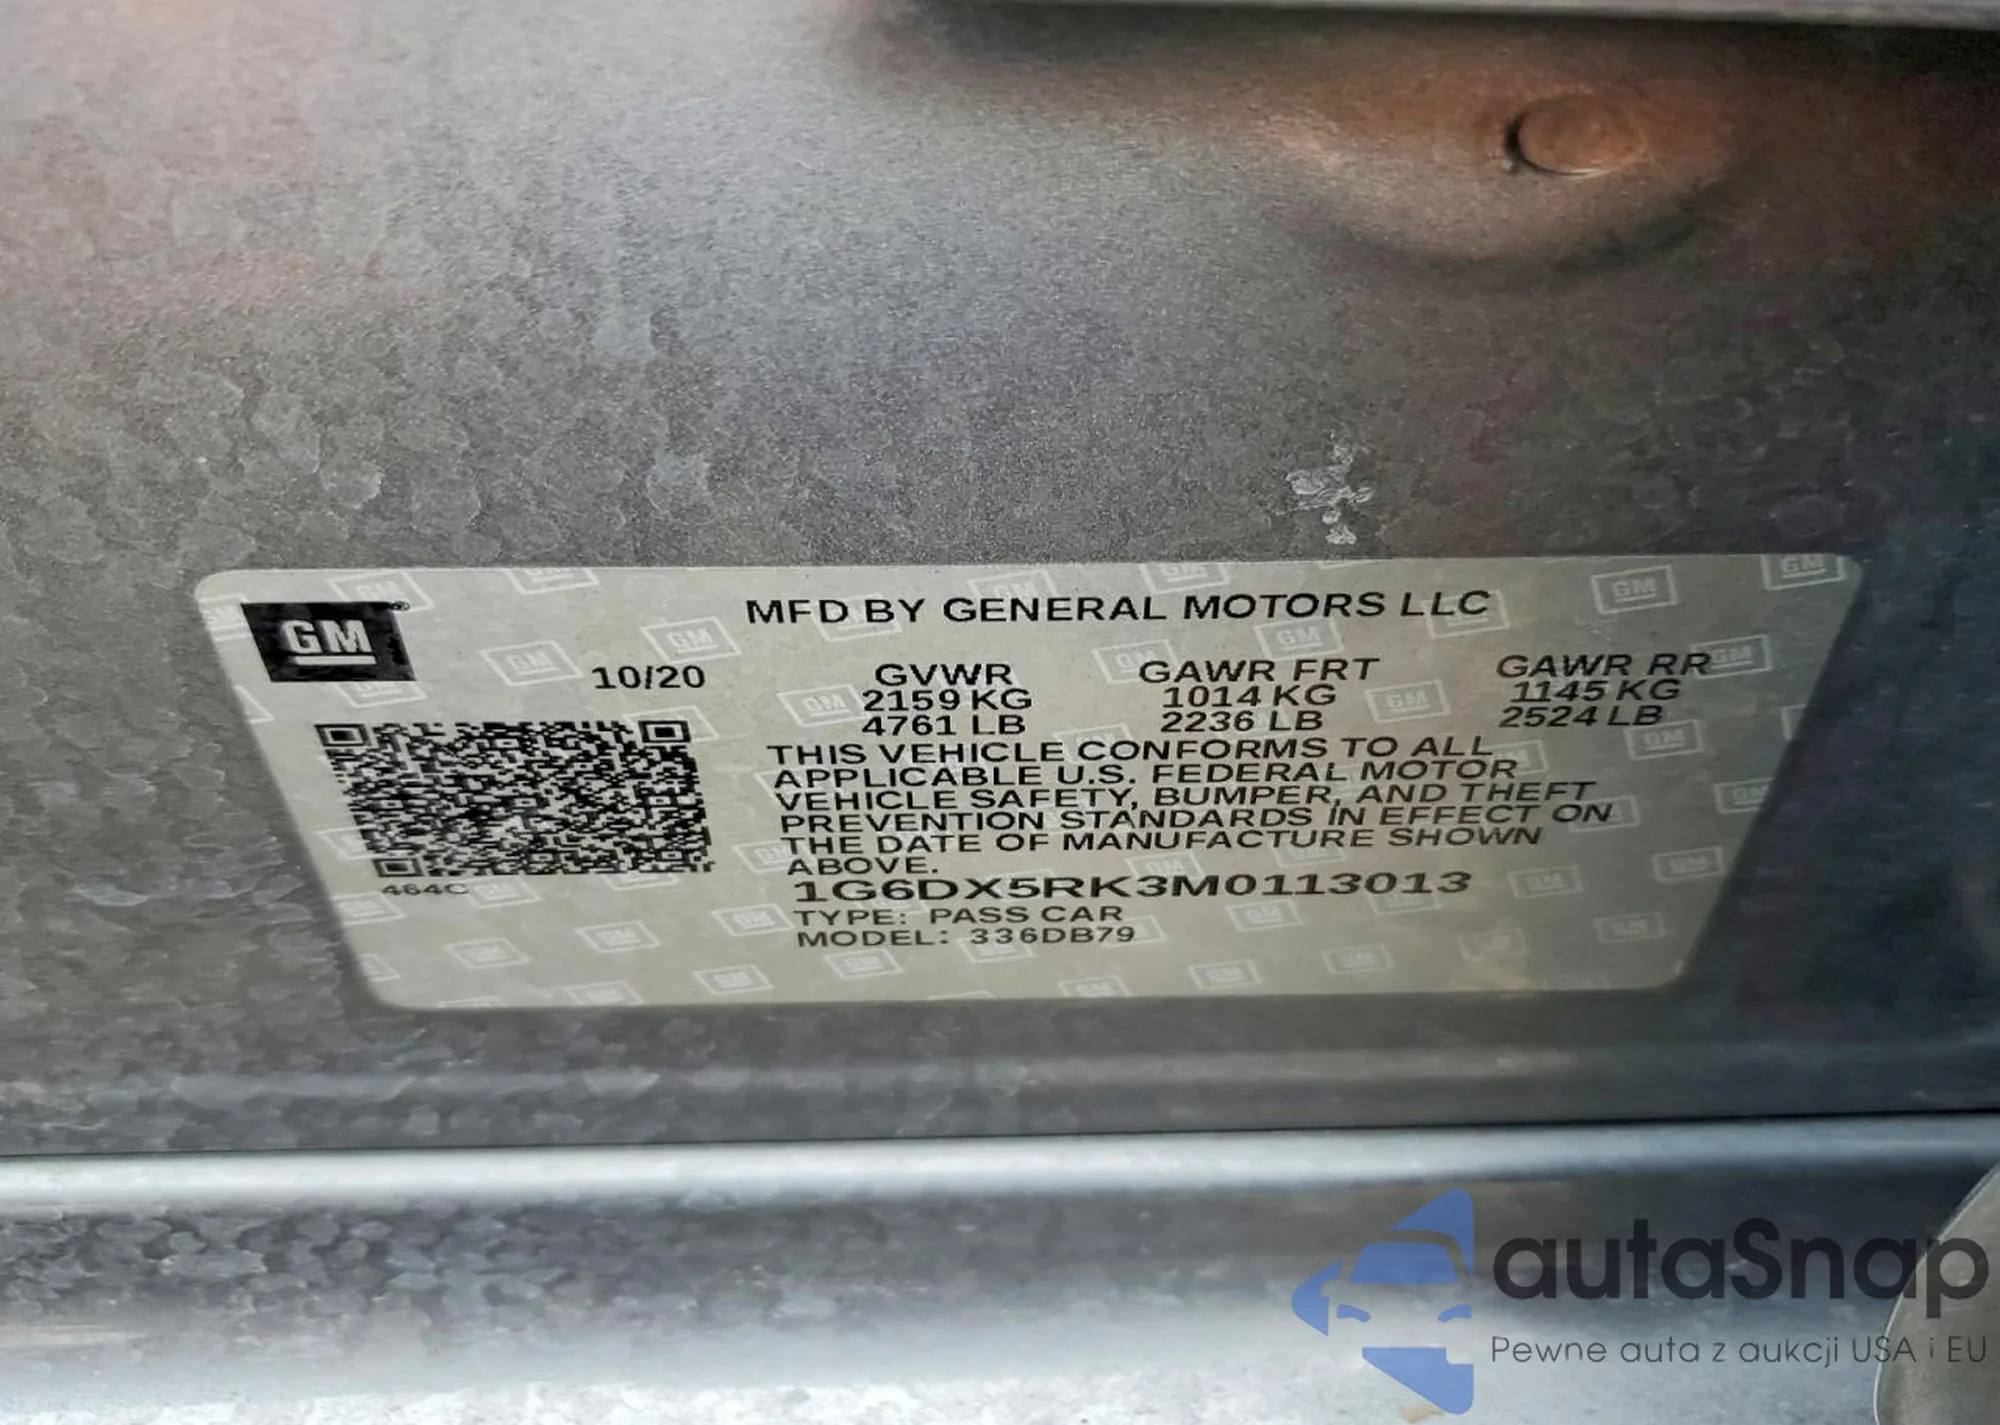 GM
MFD BY GENERAL MOTORS LLC
10/20
GVWR GAWR FRT GAWR RR
2159 KG 1014 KG 1145 KG
4761 LB 2236 LB 2524 LB
THIS VEHICLE CONFORMS TO ALL
APPLICABLE U.S. FEDERAL MOTOR
VEHICLE SAFETY, BUMPER, AND THEFT
PREVENTION STANDARDS IN EFFECT ON
THE DATE OF MANUFACTURE SHOWN
ABOVE.
464C
1G6DX5RK3M0113013
TYPE: PASS CAR
MODEL: 336DB79
autaSnap
Pewne auta z aukcji USA i EU